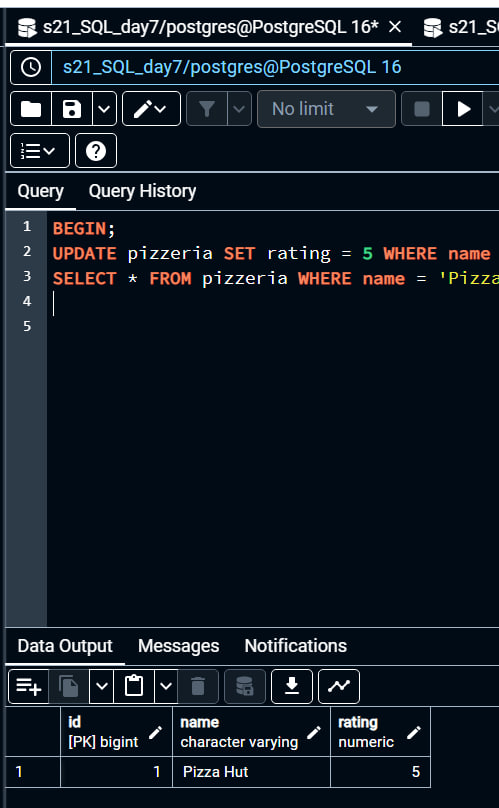 s21_SQL_day7/postgres@PostgreSQL 16* s21_S
s21_SQL_day7/postgres@PostgreSQL 16
No limit
Query Query History
1 BEGIN;
2 UPDATE pizzeria SET rating = 5 WHERE name
3 SELECT * FROM pizzeria WHERE name = 'Pizza
4
5
Data Output Messages Notifications
id name rating
[PK] bigint character varying numeric
1 1 Pizza Hut 5